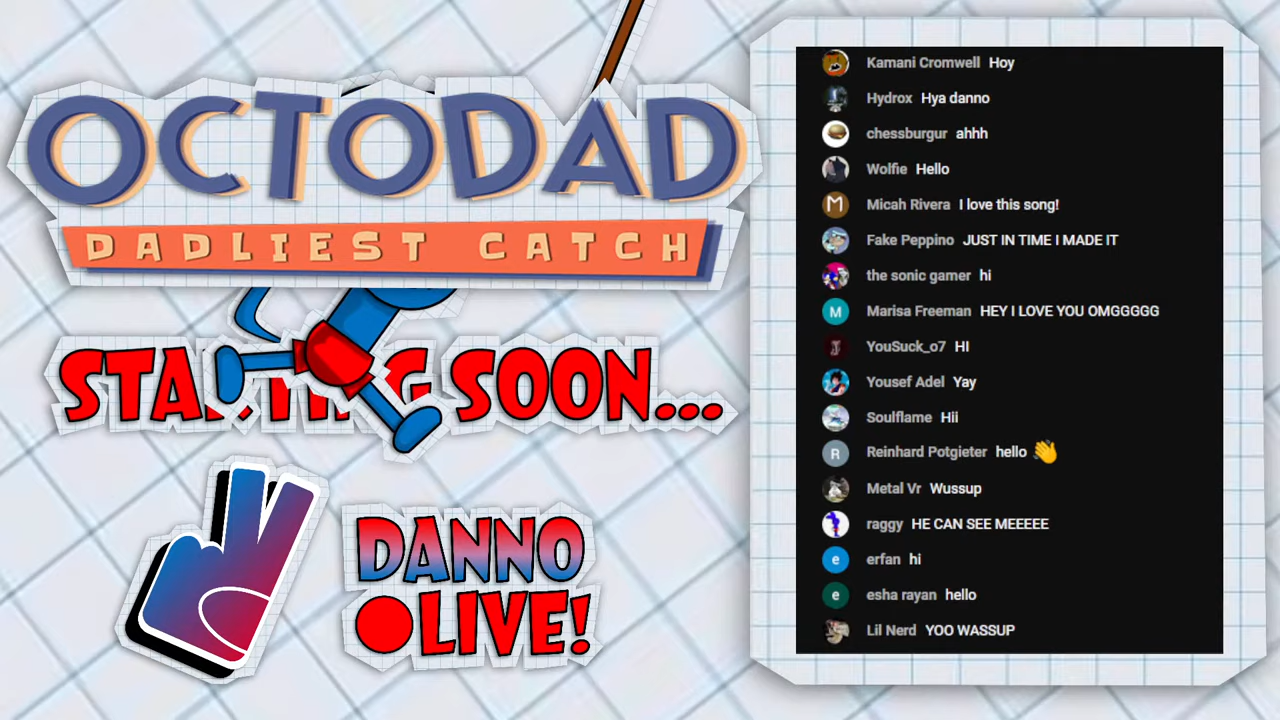 OCTODAD
DADLIEST CATCH
STARTING SOON...
DANNO
LIVE!
Kamani Cromwell Hoy
Hydrox Hya danno
chessburgur ahhh
Wolfie Hello
M Micah Rivera I love this song!
Fake Peppino JUST IN TIME I MADE IT
the sonic gamer hi
M Marisa Freeman HEY I LOVE YOU OMGGGGG
YouSuck_o7 HI
Yousef Adel Yay
Soulflame Hii
R Reinhard Potgieter hello 👋
Metal Vr Wussup
raggy HE CAN SEE MEEEEE
e erfan hi
e esha rayan hello
Lil Nerd YOO WASSUP